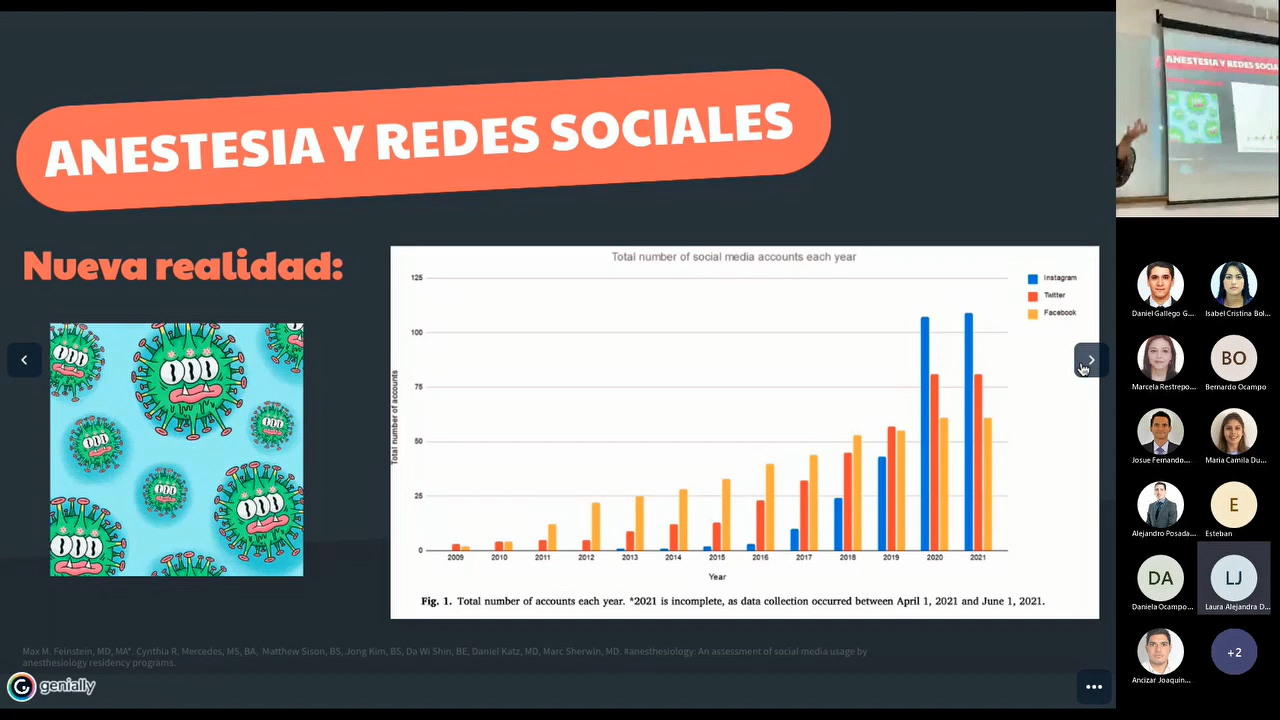 ANESTESIA Y REDES SOCIALES
Nueva realidad:
Total number of social media accounts each year
125
100
75
50
25
0
Total number of accounts
2009 2010 2011 2012 2013 2014 2015 2016 2017 2018 2019 2020 2021
Year
Instagram
Twitter
Facebook
Fig. 1. Total number of accounts each year. *2021 is incomplete, as data collection occurred between April 1, 2021 and June 1, 2021.
Max M. Feinstein, MD, MA*. Cynthia R. Mercedes, MS, BA, Matthew Sison, BS, Jong Kim, BS, Da Wi Shin, BE, Daniel Katz, MD, Marc Sherwin, MD. #anesthesiology: An assessment of social media usage by
anesthesiology residency programs.
G genially
ANESTESIA Y REDES SOCIA
Daniel Gallego G...
Isabel Cristina Bol...
Marcela Restrepo...
BO
Bernardo Ocampo
Josue Fernando...
Maria Camila Du...
Alejandro Posada...
E
Esteban
DA
Daniela Ocampo...
LJ
Laura Alejandra D...
Ancizar Joaquin...
+2